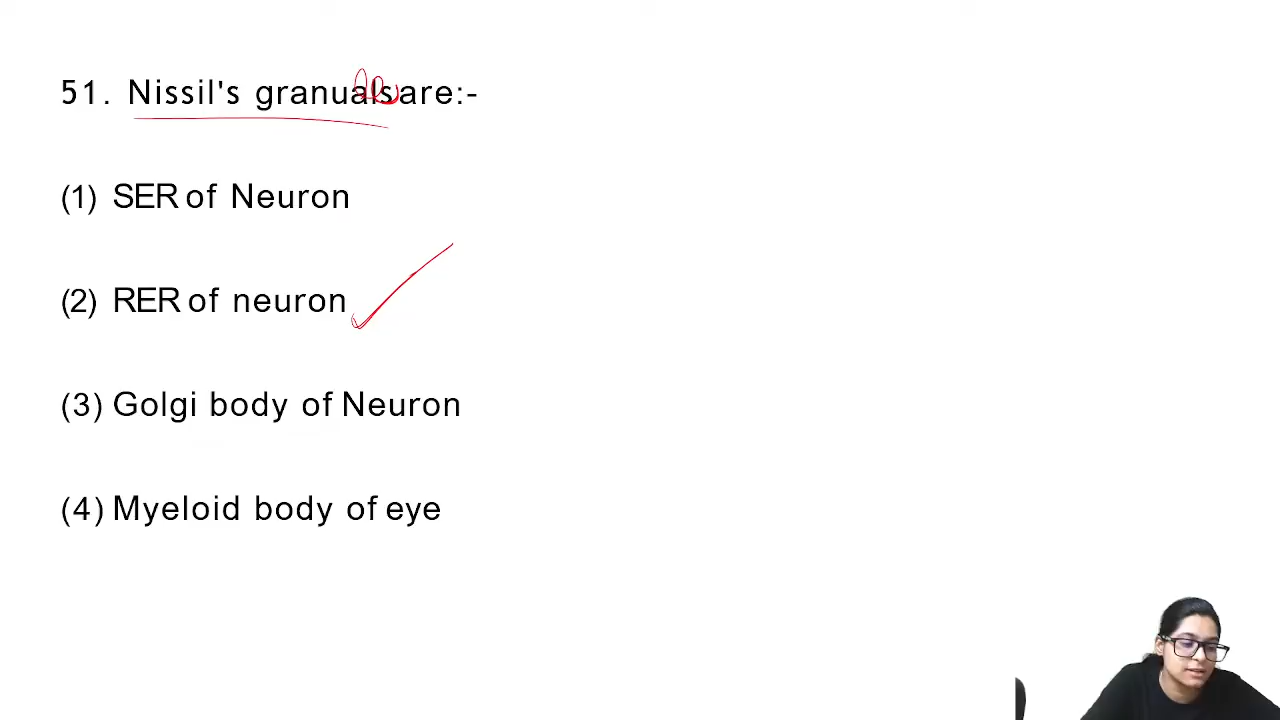 51. Nissil's granuals are:-
(1) SER of Neuron
(2) RER of neuron
(3) Golgi body of Neuron
(4) Myeloid body of eye